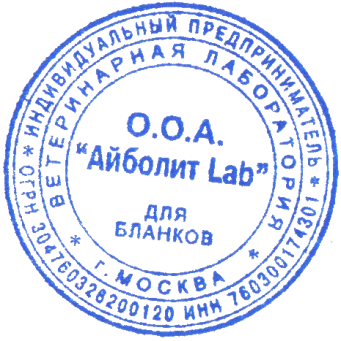 * ИНДИВИДУАЛЬНЫЙ ПРЕДПРИНИМАТЕЛЬ *
ОГРН 304760326200120 ИНН 760300174301
ВЕТЕРИНАРНАЯ ЛАБОРАТОРИЯ
* г. МОСКВА *
О.О.А.
“Айболит Lab”
ДЛЯ
БЛАНКОВ